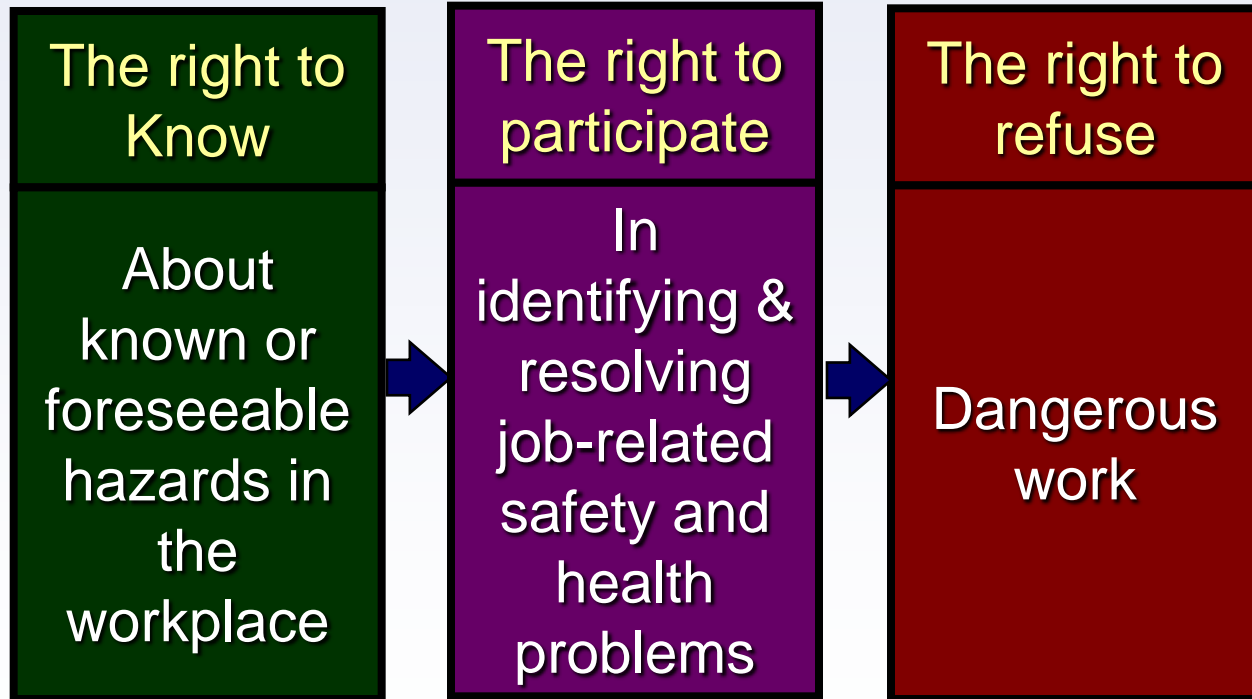 The right to
Know
About
known or
foreseeable
hazards in
the
workplace
The right to
participate
In
identifying &
resolving
job-related
safety and
health
problems
The right to
refuse
Dangerous
work